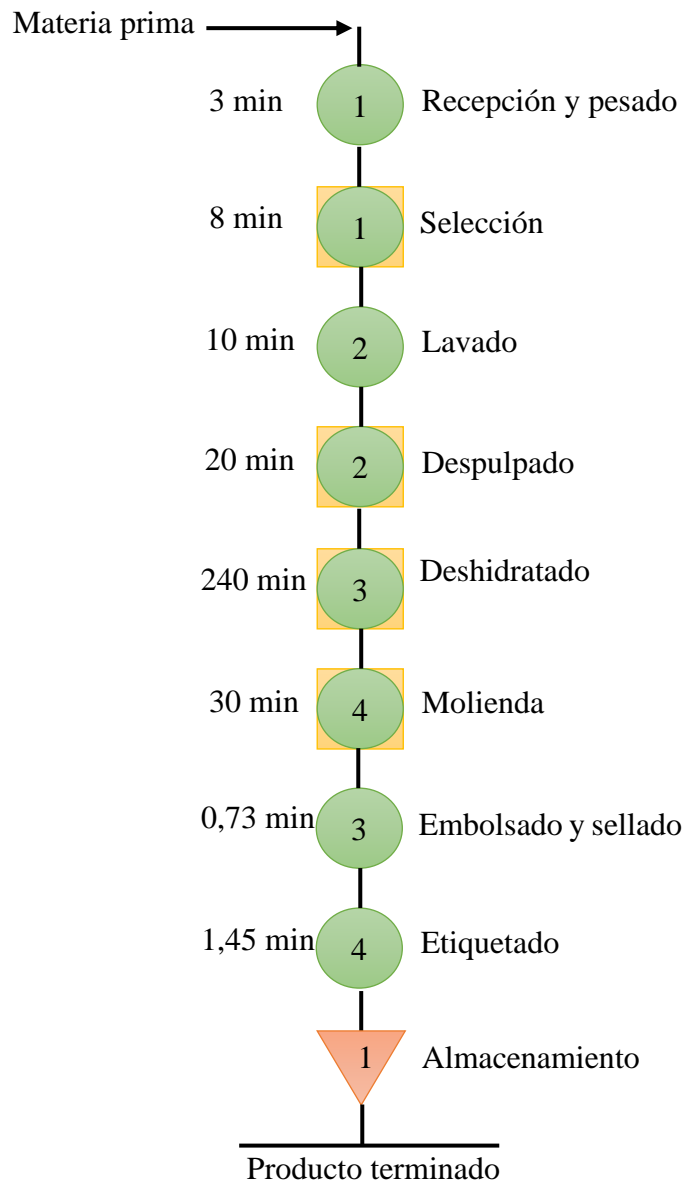 Materia prima
3 min 1 Recepción y pesado
8 min 1 Selección
10 min 2 Lavado
20 min 2 Despulpado
240 min 3 Deshidratado
30 min 4 Molienda
0,73 min 3 Embolsado y sellado
1,45 min 4 Etiquetado
1 Almacenamiento
Producto terminado